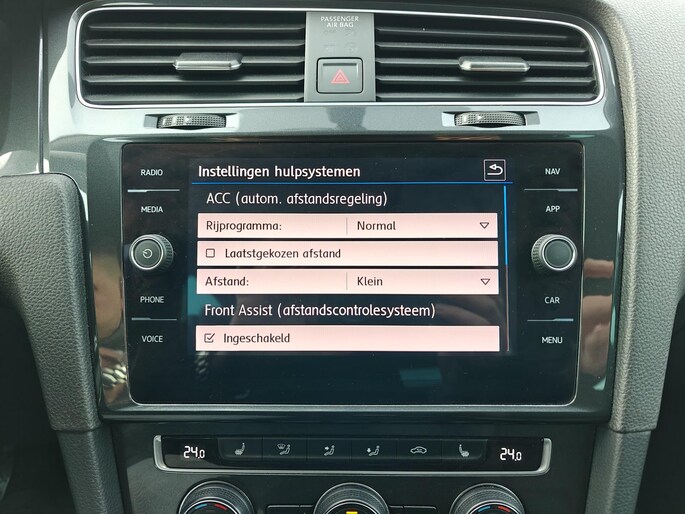 PASSENGER
AIR BAG
RADIO
MEDIA
PHONE
VOICE
Instellingen hulpsystemen
ACC (autom. afstandsregeling)
Rijprogramma: Normal
Laatstgekozen afstand
Afstand: Klein
Front Assist (afstandscontrolesysteem)
Ingeschakeld
NAV
APP
CAR
MENU
24.0
24.0